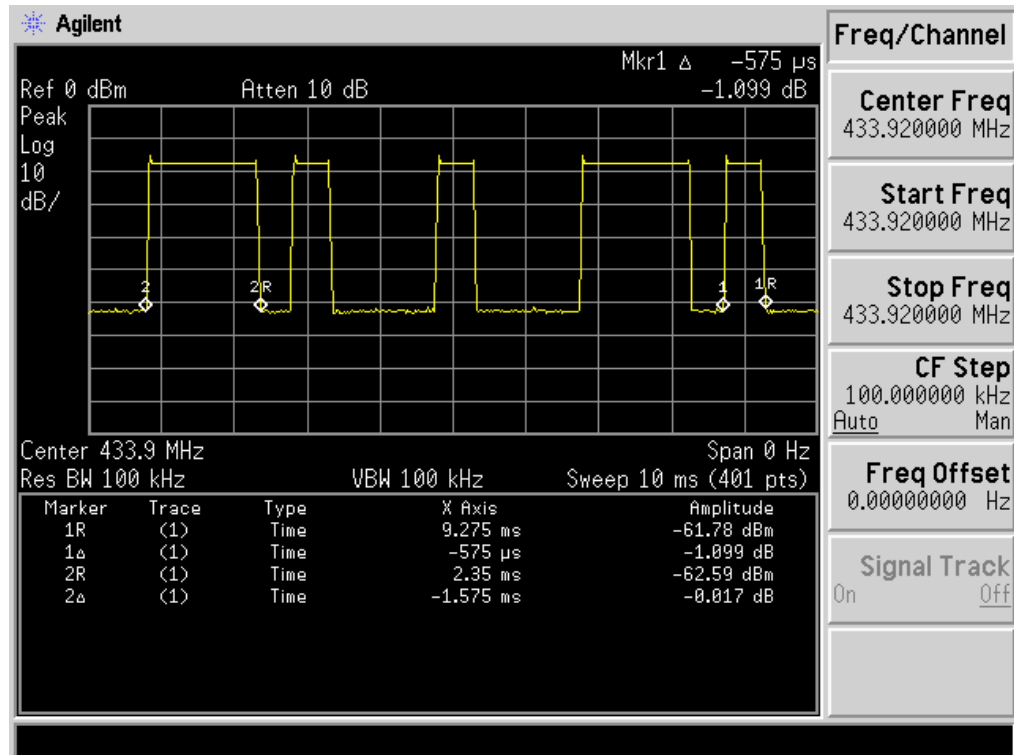 Agilent
Freq/Channel
Mkr1 Δ -575 μs
Ref 0 dBm Atten 10 dB -1.099 dB
Peak
Log
10
dB/
2
2R
1
1R
Center 433.9 MHz Span 0 Hz
Res BW 100 kHz VBW 100 kHz Sweep 10 ms (401 pts)
Marker Trace Type X Axis Amplitude
1R (1) Time 9.275 ms -61.78 dBm
1Δ (1) Time -575 μs -1.099 dB
2R (1) Time 2.35 ms -62.59 dBm
2Δ (1) Time -1.575 ms -0.017 dB
Center Freq
433.920000 MHz
Start Freq
433.920000 MHz
Stop Freq
433.920000 MHz
CF Step
100.000000 kHz
Auto Man
Freq Offset
0.00000000 Hz
Signal Track
On Off